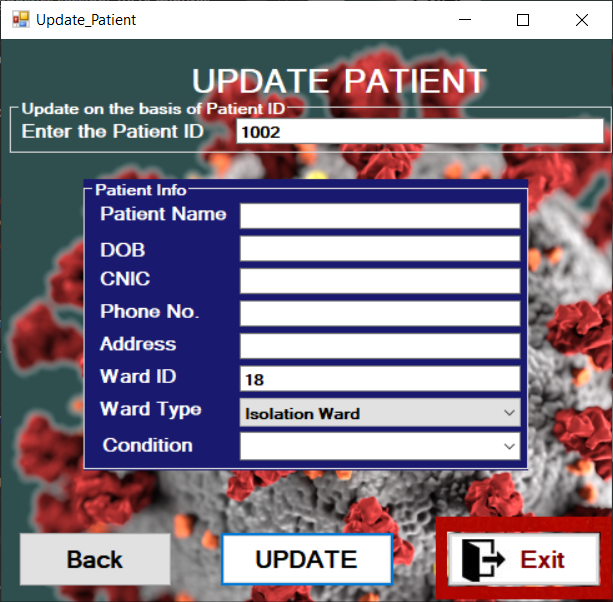 Update_Patient
UPDATE PATIENT
Update on the basis of Patient ID
Enter the Patient ID 1002
Patient Info
Patient Name
DOB
CNIC
Phone No.
Address
Ward ID 18
Ward Type Isolation Ward
Condition
Back UPDATE Exit